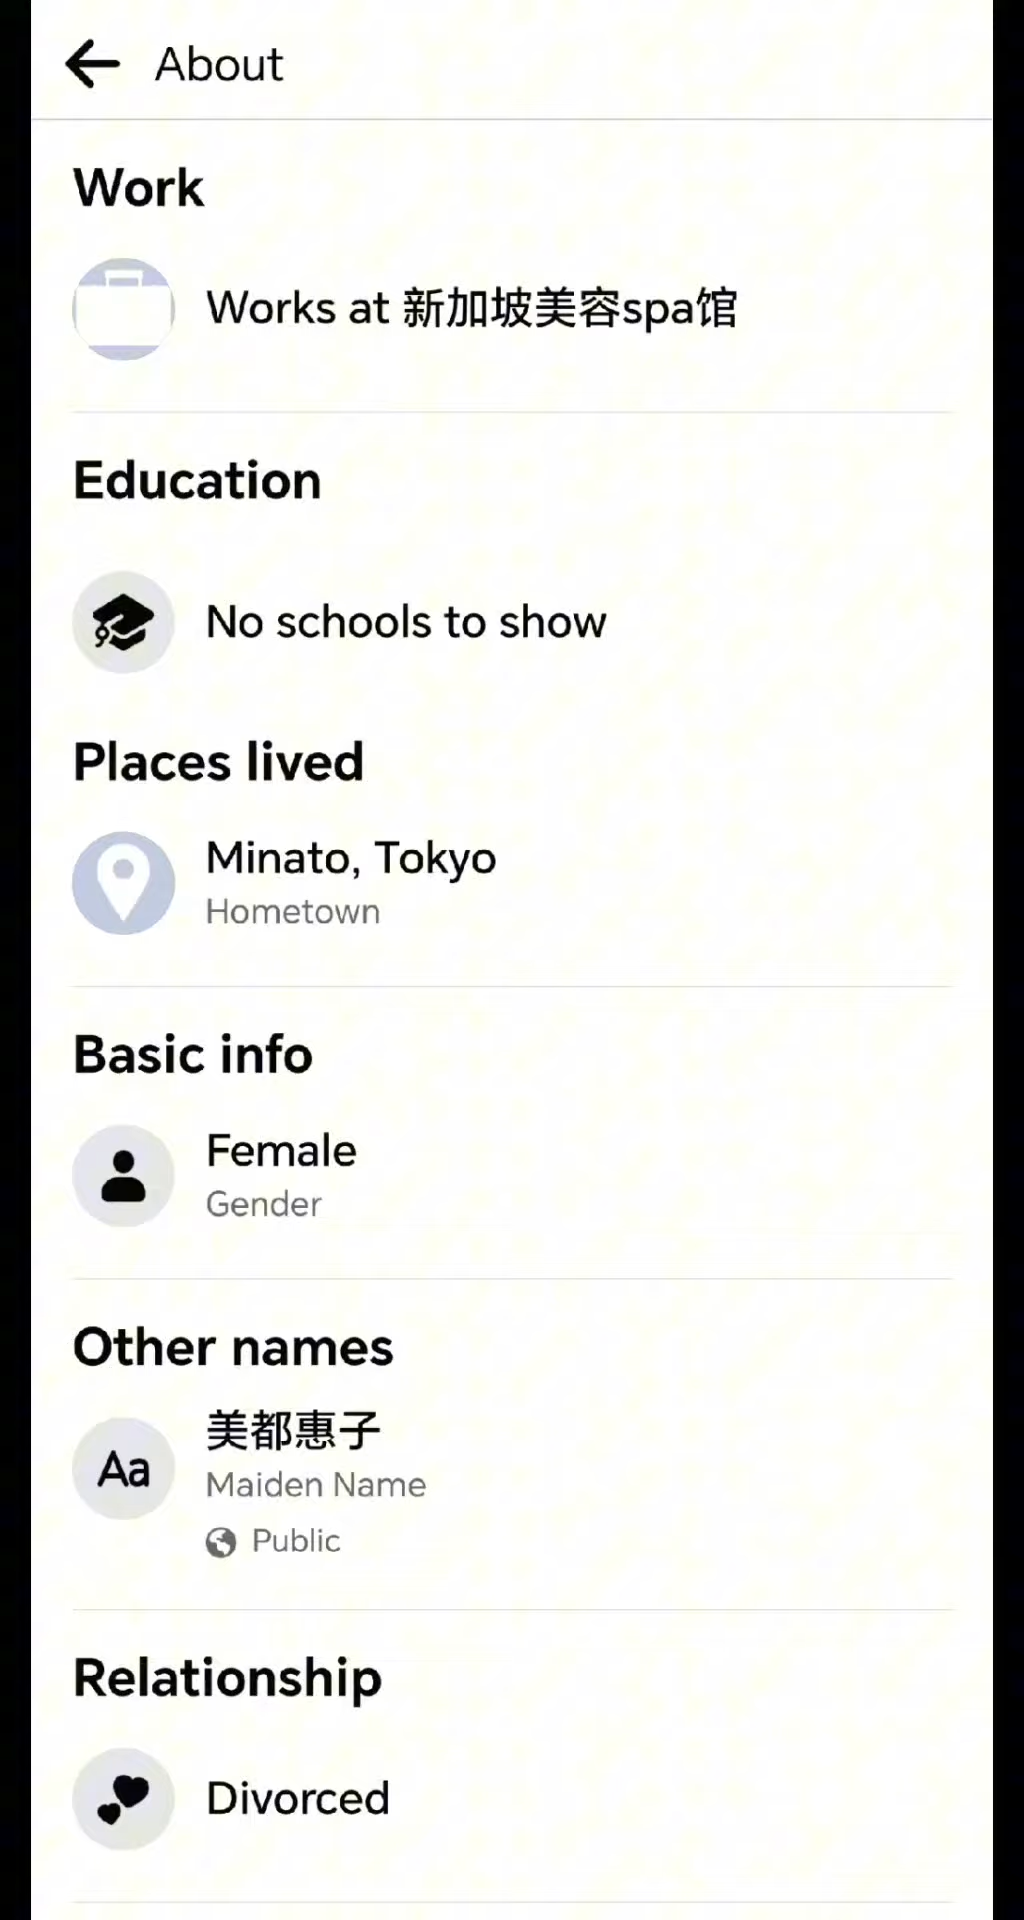 About
Work
Works at 新加坡美容spa馆
Education
No schools to show
Places lived
Minato, Tokyo
Hometown
Basic info
Female
Gender
Other names
Aa
美都惠子
Maiden Name
Public
Relationship
Divorced